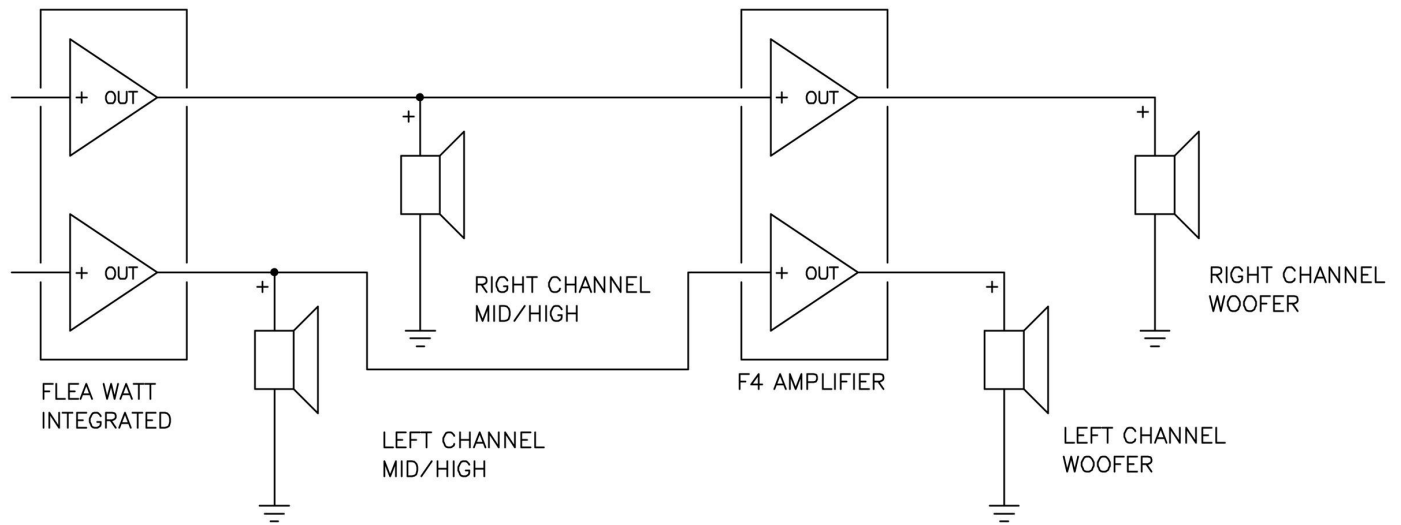 + OUT
+ OUT
+
+
+ OUT
+ OUT
+
+
RIGHT CHANNEL
MID/HIGH
RIGHT CHANNEL
WOOFER
FLEA WATT
INTEGRATED
F4 AMPLIFIER
LEFT CHANNEL
MID/HIGH
LEFT CHANNEL
WOOFER